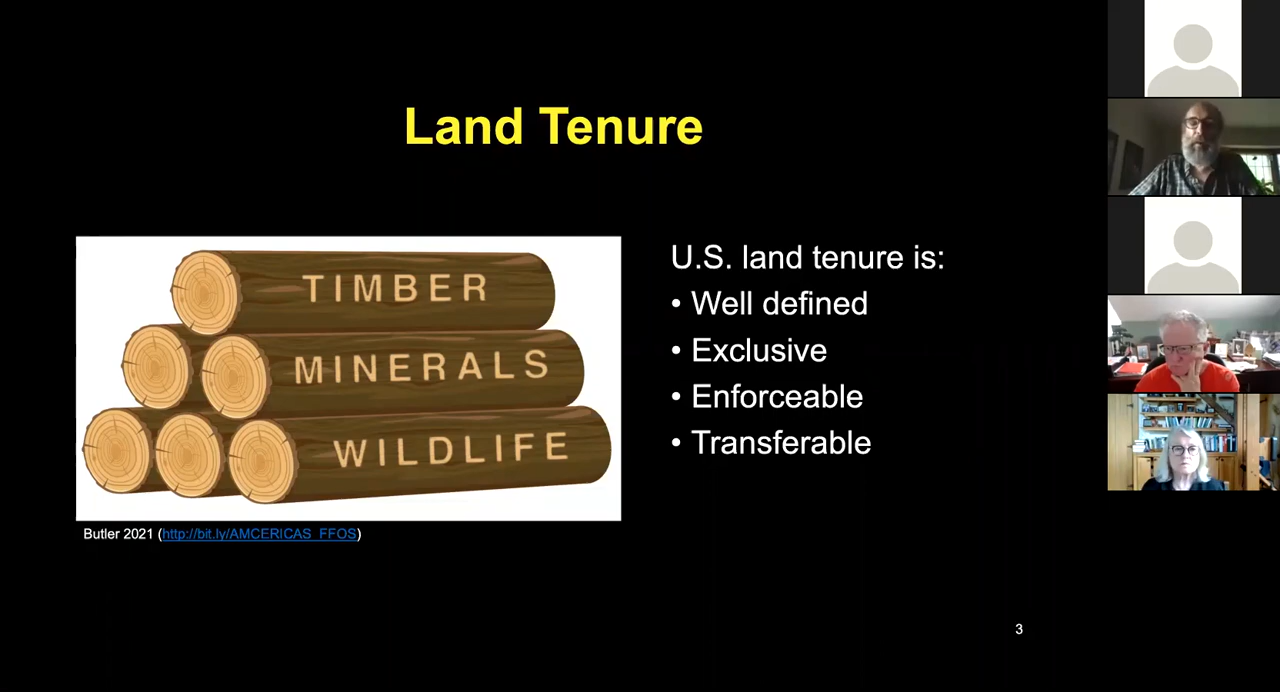 Land Tenure
TIMBER
MINERALS
WILDLIFE
Butler 2021 (http://bit.ly/AMCERICAS_FFOS)
U.S. land tenure is:
• Well defined
• Exclusive
• Enforceable
• Transferable
3